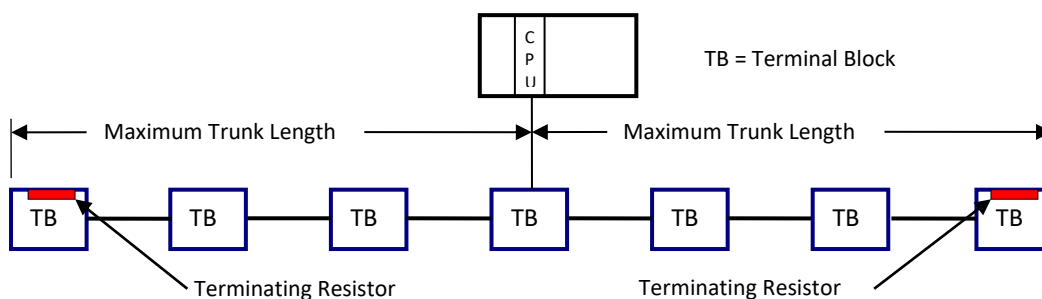 C
P
U
TB = Terminal Block
Maximum Trunk Length
Maximum Trunk Length
TB
TB
TB
TB
TB
TB
TB
Terminating Resistor
Terminating Resistor